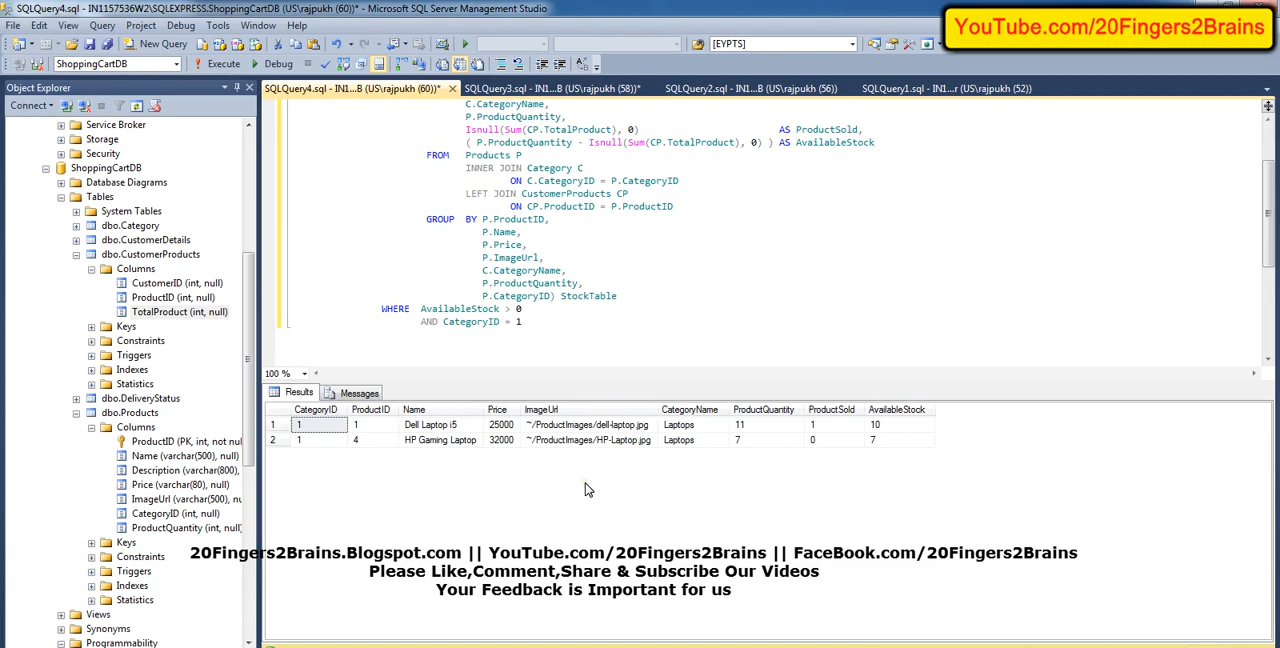 SQLQuery4.sql - IN1157536W2\SQLEXPRESS.ShoppingCartDB (US\rajpukh (60))* - Microsoft SQL Server Management Studio
YouTube.com/20Fingers2Brains
File Edit View Query Project Debug Tools Window Help
New Query [EYPTS]
ShoppingCartDB Execute Debug
Object Explorer
SQLQuery4.sql - IN1...B (US\rajpukh (60))* SQLQuery3.sql - IN1...B (US\rajpukh (58))* SQLQuery2.sql - IN1...B (US\rajpukh (56)) SQLQuery1.sql - IN1...r (US\rajpukh (52))
Connect
Service Broker
Storage
Security
ShoppingCartDB
Database Diagrams
Tables
System Tables
dbo.Category
dbo.CustomerDetails
dbo.CustomerProducts
Columns
CustomerID (int, null)
ProductID (int, null)
TotalProduct (int, null)
Keys
Constraints
Triggers
Indexes
Statistics
dbo.DeliveryStatus
dbo.Products
Columns
ProductID (PK, int, not nul
Name (varchar(500), null)
Description (varchar(800),
Price (varchar(80), null)
ImageUrl (varchar(500), n
CategoryID (int, null)
ProductQuantity (int, null)
Keys
Constraints
Triggers
Indexes
Statistics
Views
Synonyms
Programmability
C.CategoryName,
P.ProductQuantity,
Isnull(Sum(CP.TotalProduct), 0) AS ProductSold,
( P.ProductQuantity - Isnull(Sum(CP.TotalProduct), 0) ) AS AvailableStock
FROM Products P
INNER JOIN Category C
ON C.CategoryID = P.CategoryID
LEFT JOIN CustomerProducts CP
ON CP.ProductID = P.ProductID
GROUP BY P.ProductID,
P.Name,
P.Price,
P.ImageUrl,
C.CategoryName,
P.ProductQuantity,
P.CategoryID) StockTable
WHERE AvailableStock > 0
AND CategoryID = 1
100 %
Results Messages
CategoryID ProductID Name Price ImageUrl CategoryName ProductQuantity ProductSold AvailableStock
1 1 1 Dell Laptop i5 25000 ~/ProductImages/dell-laptop.jpg Laptops 11 1 10
2 1 4 HP Gaming Laptop 32000 ~/ProductImages/HP-Laptop.jpg Laptops 7 0 7
20Fingers2Brains.Blogspot.com || YouTube.com/20Fingers2Brains || FaceBook.com/20Fingers2Brains
Please Like,Comment,Share & Subscribe Our Videos
Your Feedback is Important for us